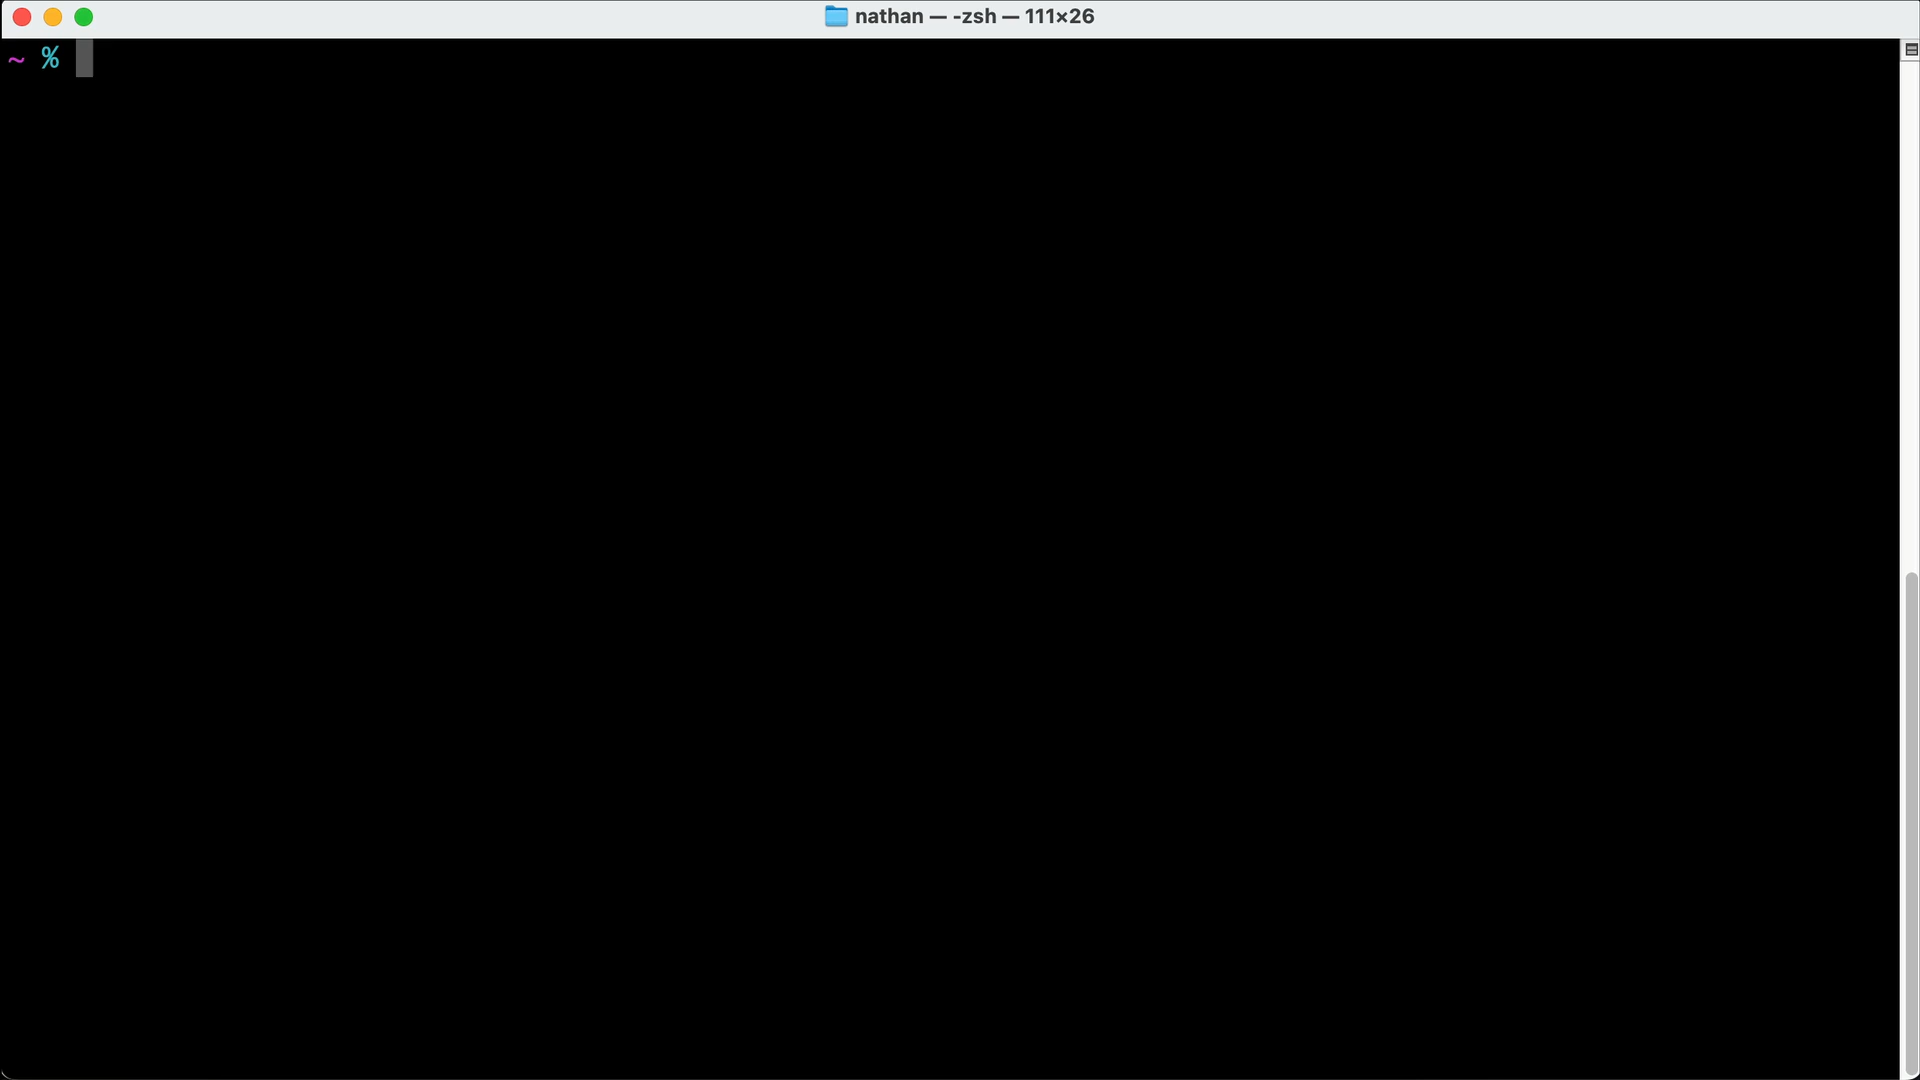 nathan — -zsh — 111×26
~ %